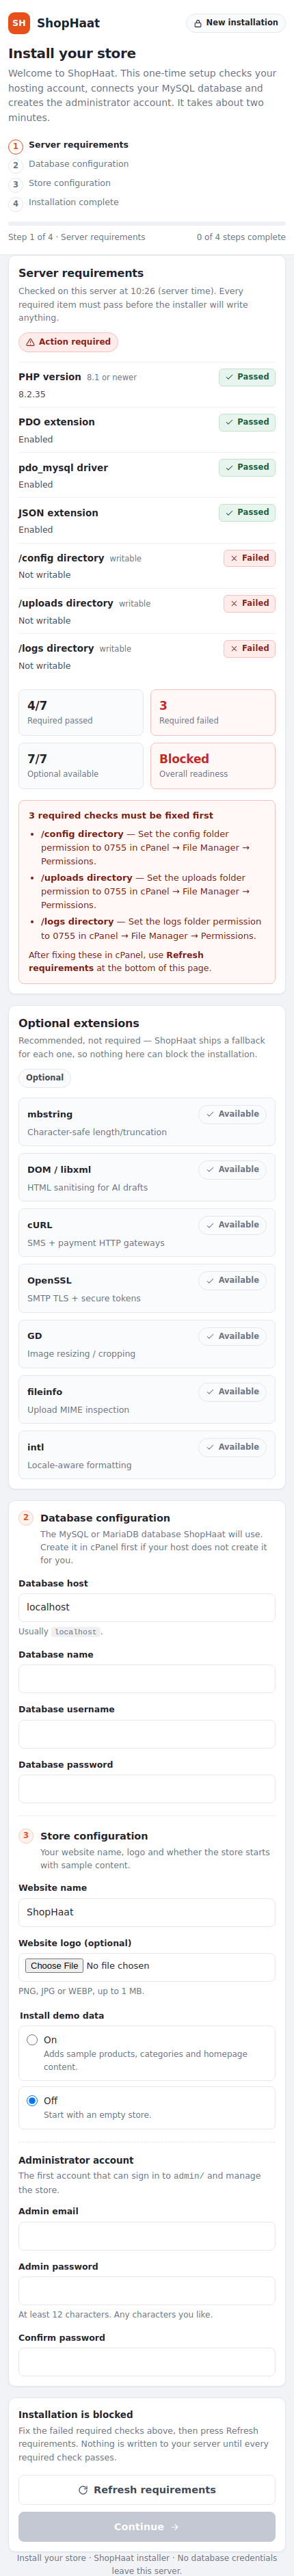 ShopHaat
New installation
Install your store
Welcome to ShopHaat. This one-time setup checks your
hosting account, connects your MySQL database and
creates the administrator account. It takes about two
minutes.
1 Server requirements
2 Database configuration
3 Store configuration
4 Installation complete
Step 1 of 4 · Server requirements
0 of 4 steps complete
Server requirements
Checked on this server at 10:26 (server time). Every
required item must pass before the installer will write
anything.
Action required
PHP version 8.1 or newer
Passed
8.2.35
PDO extension
Passed
Enabled
pdo_mysql driver
Passed
Enabled
JSON extension
Passed
Enabled
/config directory writable
Failed
Not writable
/uploads directory writable
Failed
Not writable
/logs directory writable
Failed
Not writable
4/7
Required passed
3
Required failed
7/7
Optional available
Blocked
Overall readiness
3 required checks must be fixed first
• /config directory — Set the config folder
permission to 0755 in cPanel → File Manager →
Permissions.
• /uploads directory — Set the uploads folder
permission to 0755 in cPanel → File Manager →
Permissions.
• /logs directory — Set the logs folder permission
to 0755 in cPanel → File Manager → Permissions.
After fixing these in cPanel, use Refresh
requirements at the bottom of this page.
Optional extensions
Recommended, not required — ShopHaat ships a fallback
for each one, so nothing here can block the installation.
Optional
mbstring
Available
Character-safe length/truncation
DOM / libxml
Available
HTML sanitising for AI drafts
cURL
Available
SMS + payment HTTP gateways
OpenSSL
Available
SMTP TLS + secure tokens
GD
Available
Image resizing / cropping
fileinfo
Available
Upload MIME inspection
intl
Available
Locale-aware formatting
2 Database configuration
The MySQL or MariaDB database ShopHaat will use.
Create it in cPanel first if your host does not create it
for you.
Database host
localhost
Usually localhost.
Database name
Database username
Database password
3 Store configuration
Your website name, logo and whether the store starts
with sample content.
Website name
ShopHaat
Website logo (optional)
Choose File No file chosen
PNG, JPG or WEBP, up to 1 MB.
Install demo data
On
Adds sample products, categories and homepage
content.
Off
Start with an empty store.
Administrator account
The first account that can sign in to admin/ and manage
the store.
Admin email
Admin password
At least 12 characters. Any characters you like.
Confirm password
Installation is blocked
Fix the failed required checks above, then press Refresh
requirements. Nothing is written to your server until every
required check passes.
Refresh requirements
Continue →
Install your store · ShopHaat installer · No database credentials
leave this server.